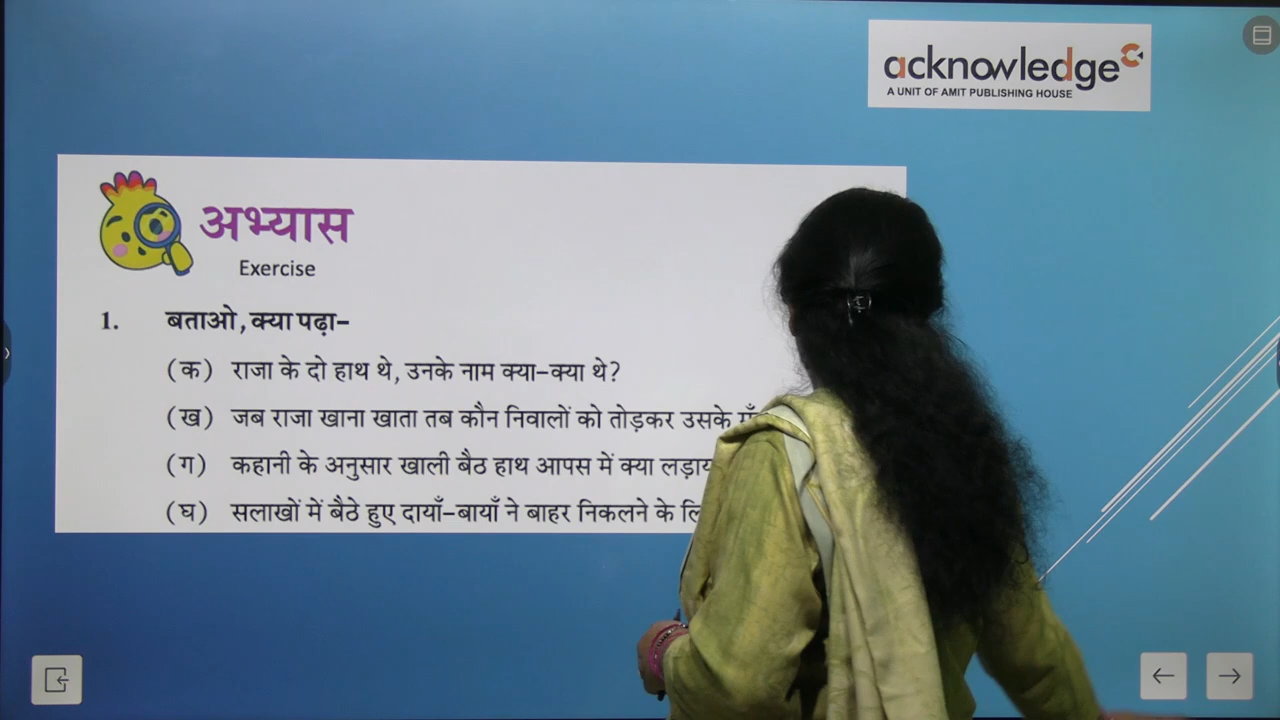 acknowledge
A UNIT OF AMIT PUBLISHING HOUSE
अभ्यास
Exercise
1. बताओ, क्या पढ़ा-
(क) राजा के दो हाथ थे, उनके नाम क्या-क्या थे?
(ख) जब राजा खाना खाता तब कौन निवालों को तोड़कर उसके
(ग) कहानी के अनुसार खाली बैठ हाथ आपस में क्या
(घ) सलाखों में बैठे हुए दायाँ-बायाँ ने बाहर निकलने के